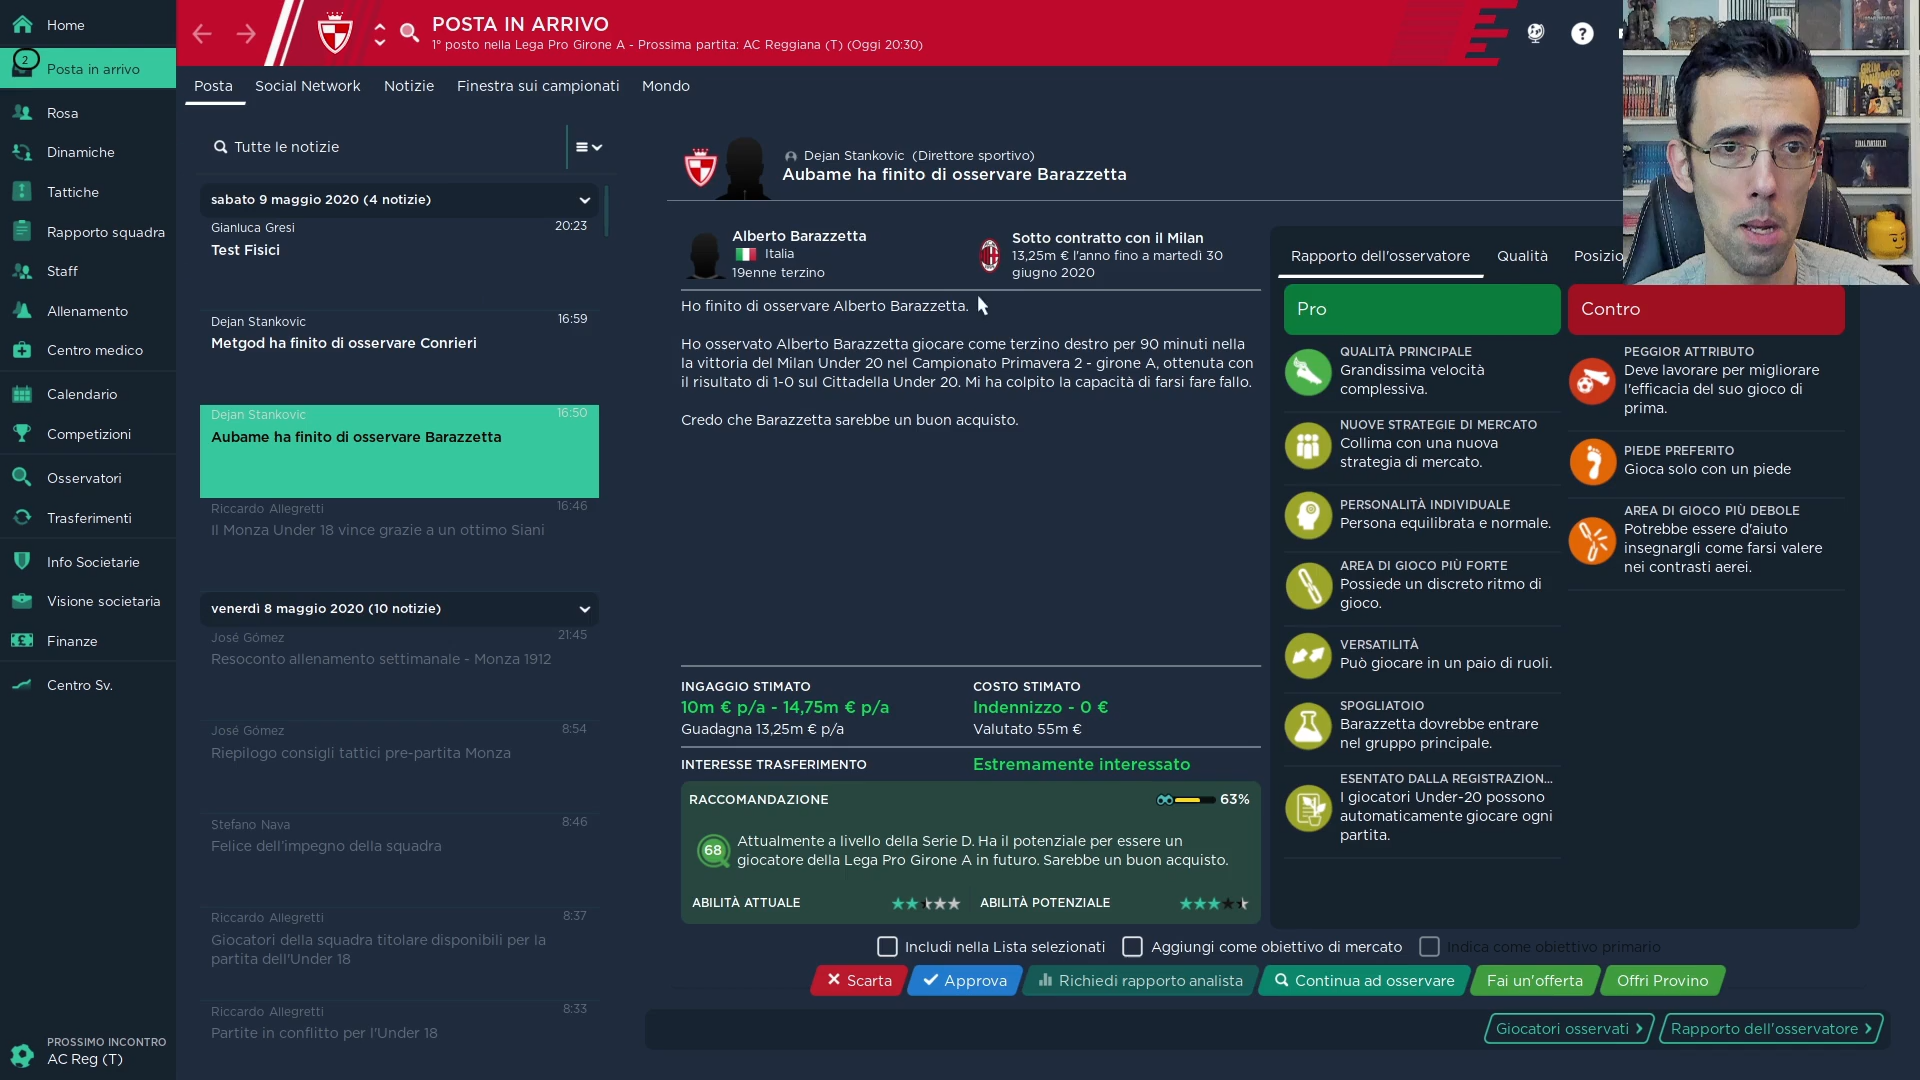 Home
2
Posta in arrivo
Rosa
Dinamiche
Tattiche
Rapporto squadra
Staff
Allenamento
Centro medico
Calendario
Competizioni
Osservatori
Trasferimenti
Info Societarie
Visione societaria
Finanze
Centro Sv.
PROSSIMO INCONTRO
AC Reg (T)
POSTA IN ARRIVO
1° posto nella Lega Pro Girone A - Prossima partita: AC Reggiana (T) (Oggi 20:30)
?
Posta
Social Network
Notizie
Finestra sui campionati
Mondo
Tutte le notizie
sabato 9 maggio 2020 (4 notizie)
Gianluca Gresi
20:23
Test Fisici
Dejan Stankovic
16:59
Metgod ha finito di osservare Conrieri
Dejan Stankovic
16:50
Aubame ha finito di osservare Barazzetta
Riccardo Allegretti
16:46
Il Monza Under 18 vince grazie a un ottimo Siani
venerdì 8 maggio 2020 (10 notizie)
José Gómez
21:45
Resoconto allenamento settimanale - Monza 1912
José Gómez
8:54
Riepilogo consigli tattici pre-partita Monza
Stefano Nava
8:46
Felice dell'impegno della squadra
Riccardo Allegretti
8:37
Giocatori della squadra titolare disponibili per la
partita dell'Under 18
Riccardo Allegretti
8:33
Partite in conflitto per l'Under 18
Dejan Stankovic (Direttore sportivo)
Aubame ha finito di osservare Barazzetta
Alberto Barazzetta
Italia
19enne terzino
Sotto contratto con il Milan
13,25m € l'anno fino a martedì 30
giugno 2020
Ho finito di osservare Alberto Barazzetta.
Ho osservato Alberto Barazzetta giocare come terzino destro per 90 minuti nella
la vittoria del Milan Under 20 nel Campionato Primavera 2 - girone A, ottenuta con
il risultato di 1-0 sul Cittadella Under 20. Mi ha colpito la capacità di farsi fare fallo.
Credo che Barazzetta sarebbe un buon acquisto.
INGAGGIO STIMATO
10m € p/a - 14,75m € p/a
Guadagna 13,25m € p/a
COSTO STIMATO
Indennizzo - 0 €
Valutato 55m €
INTERESSE TRASFERIMENTO
Estremamente interessato
RACCOMANDAZIONE
63%
68
Attualmente a livello della Serie D. Ha il potenziale per essere un
giocatore della Lega Pro Girone A in futuro. Sarebbe un buon acquisto.
ABILITÀ ATTUALE
ABILITÀ POTENZIALE
Rapporto dell'osservatore
Qualità
Posizio
Pro
QUALITÀ PRINCIPALE
Grandissima velocità
complessiva.
NUOVE STRATEGIE DI MERCATO
Collima con una nuova
strategia di mercato.
PERSONALITÀ INDIVIDUALE
Persona equilibrata e normale.
AREA DI GIOCO PIÙ FORTE
Possiede un discreto ritmo di
gioco.
VERSATILITÀ
Può giocare in un paio di ruoli.
SPOGLIATOIO
Barazzetta dovrebbe entrare
nel gruppo principale.
ESENTATO DALLA REGISTRAZION...
I giocatori Under-20 possono
automaticamente giocare ogni
partita.
Contro
PEGGIOR ATTRIBUTO
Deve lavorare per migliorare
l'efficacia del suo gioco di
prima.
PIEDE PREFERITO
Gioca solo con un piede
AREA DI GIOCO PIÙ DEBOLE
Potrebbe essere d'aiuto
insegnargli come farsi valere
nei contrasti aerei.
Includi nella Lista selezionati
Aggiungi come obiettivo di mercato
Indica come obiettivo primario
Scarta
Approva
Richiedi rapporto analista
Continua ad osservare
Fai un'offerta
Offri Provino
Giocatori osservati
Rapporto dell'osservatore
GRIM
FANDANGO